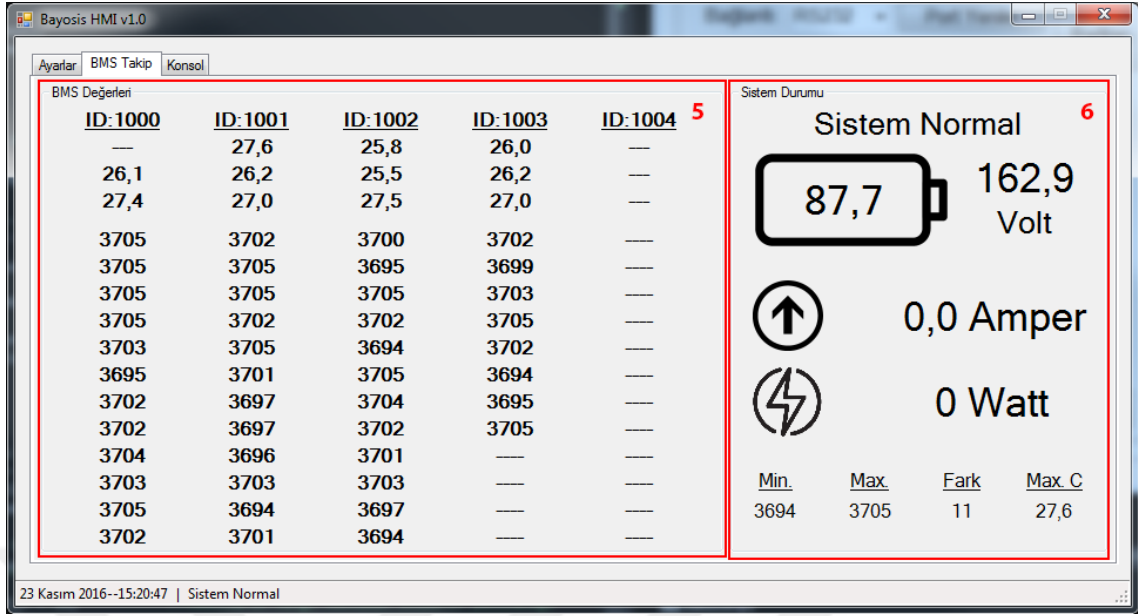 Bayosis HMI v1.0
Ayarlar BMS Takip Konsol
BMS Değerleri
5
ID:1000 ID:1001 ID:1002 ID:1003 ID:1004
--- 27,6 25,8 26,0 ---
26,1 26,2 25,5 26,2 ---
27,4 27,0 27,5 27,0 ---
3705 3702 3700 3702 ----
3705 3705 3695 3699 ----
3705 3705 3705 3703 ----
3705 3702 3702 3705 ----
3703 3705 3694 3702 ----
3695 3701 3705 3694 ----
3702 3697 3704 3695 ----
3702 3697 3702 3705 ----
3704 3696 3701 ---- ----
3703 3703 3703 ---- ----
3705 3694 3697 ---- ----
3702 3701 3694 ---- ----
Sistem Durumu
6
Sistem Normal
87,7
162,9
Volt
0,0 Amper
0 Watt
Min. Max. Fark Max. C
3694 3705 11 27,6
23 Kasım 2016--15:20:47 | Sistem Normal